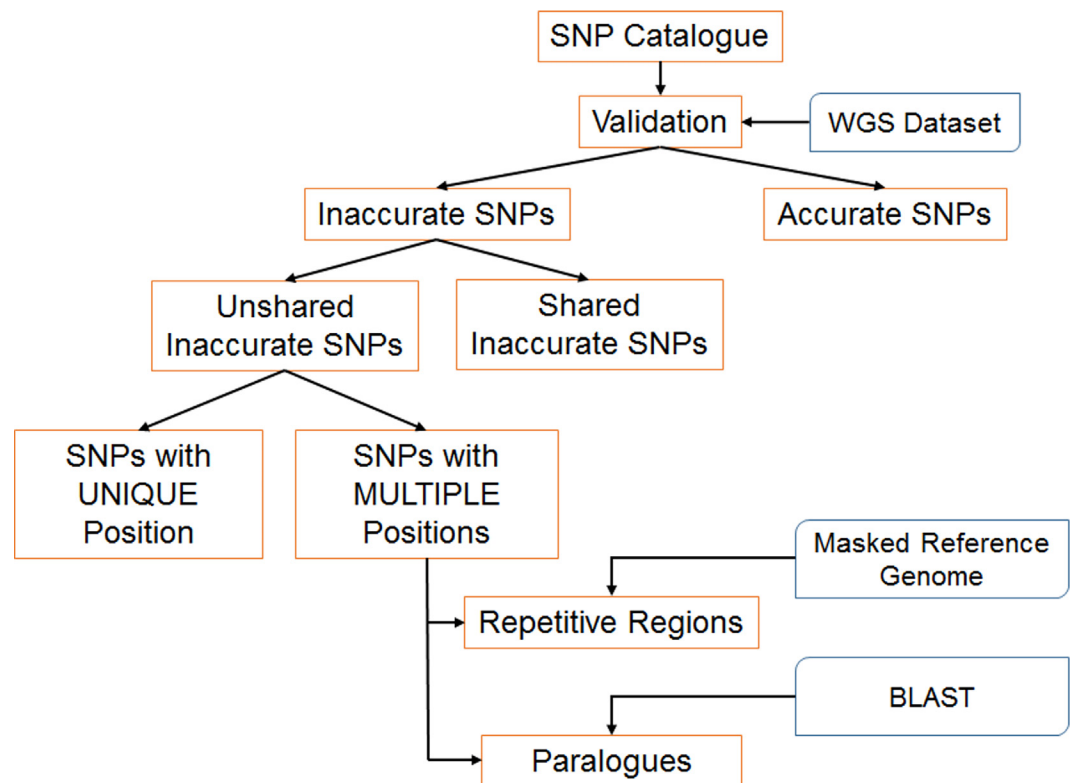 SNP Catalogue
Validation
WGS Dataset
Inaccurate SNPs
Accurate SNPs
Unshared
Inaccurate SNPs
Shared
Inaccurate SNPs
SNPs with
UNIQUE
Position
SNPs with
MULTIPLE
Positions
Masked Reference
Genome
Repetitive Regions
BLAST
Paralogues